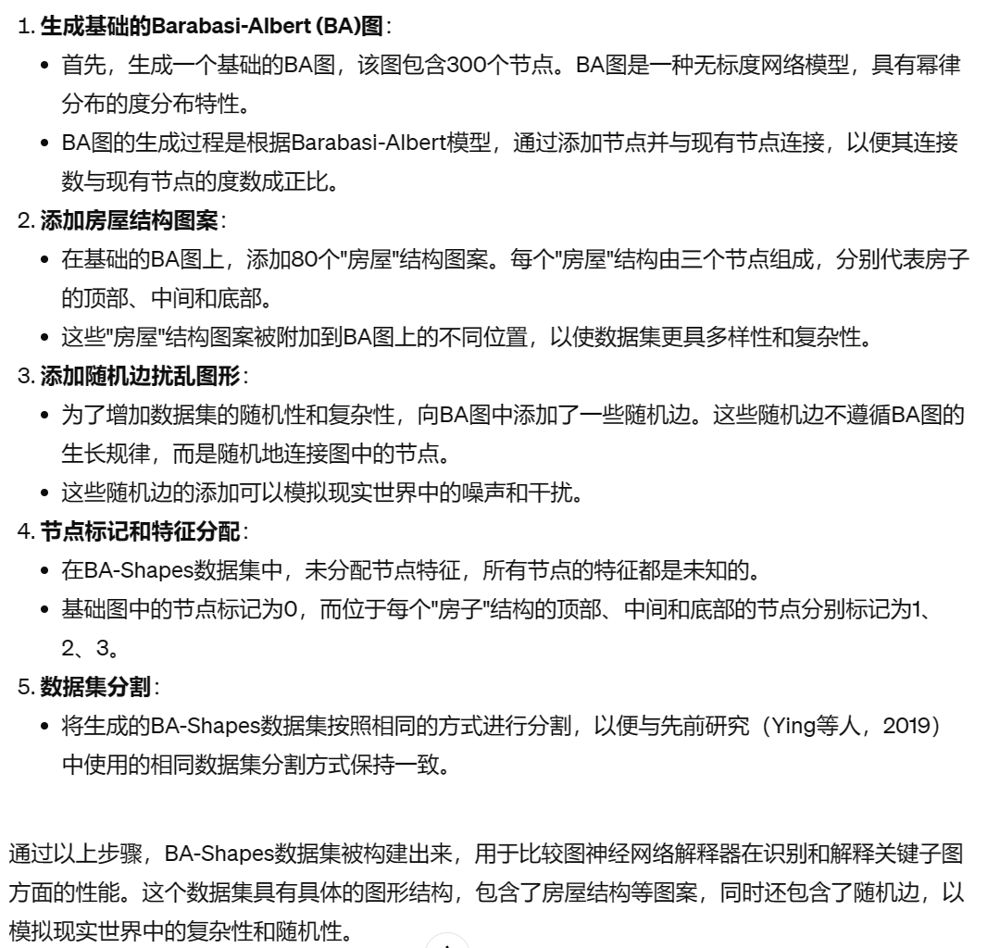 1. 生成基础的Barabasi-Albert (BA)图：
• 首先，生成一个基础的BA图，该图包含300个节点。BA图是一种无标度网络模型，具有幂律
分布的度分布特性。
• BA图的生成过程是根据Barabasi-Albert模型，通过添加节点并与现有节点连接，以便其连接
数与现有节点的度数成正比。
2. 添加房屋结构图案：
• 在基础的BA图上，添加80个"房屋"结构图案。每个"房屋"结构由三个节点组成，分别代表房子
的顶部、中间和底部。
• 这些"房屋"结构图案被附加到BA图上的不同位置，以使数据集更具多样性和复杂性。
3. 添加随机边扰乱图形：
• 为了增加数据集的随机性和复杂性，向BA图中添加了一些随机边。这些随机边不遵循BA图的
生长规律，而是随机地连接图中的节点。
• 这些随机边的添加可以模拟现实世界中的噪声和干扰。
4. 节点标记和特征分配：
• 在BA-Shapes数据集中，未分配节点特征，所有节点的特征都是未知的。
• 基础图中的节点标记为0，而位于每个"房子"结构的顶部、中间和底部的节点分别标记为1、
2、3。
5. 数据集分割：
• 将生成的BA-Shapes数据集按照相同的方式进行分割，以便与先前研究（Ying等人，2019）
中使用的相同数据集分割方式保持一致。
通过以上步骤，BA-Shapes数据集被构建出来，用于比较图神经网络解释器在识别和解释关键子图
方面的性能。这个数据集具有具体的图形结构，包含了房屋结构等图案，同时还包含了随机边，以
模拟现实世界中的复杂性和随机性。